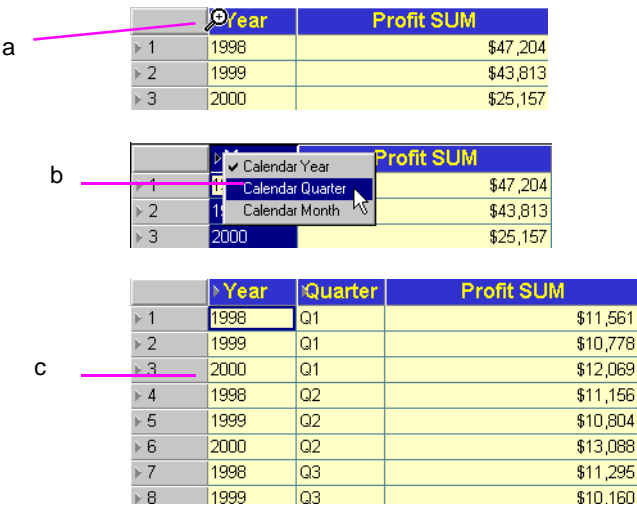 a
Year Profit SUM
1 1998 $47,204
2 1999 $43,813
3 2000 $25,157
b
Profit SUM
Calendar Year
1 $47,204
Calendar Quarter
2 $43,813
Calendar Month
3 2000 $25,157
c
Year Quarter Profit SUM
1 1998 Q1 $11,561
2 1999 Q1 $10,778
3 2000 Q1 $12,069
4 1998 Q2 $11,156
5 1999 Q2 $10,804
6 2000 Q2 $13,088
7 1998 Q3 $11,295
8 1999 Q3 $10,160